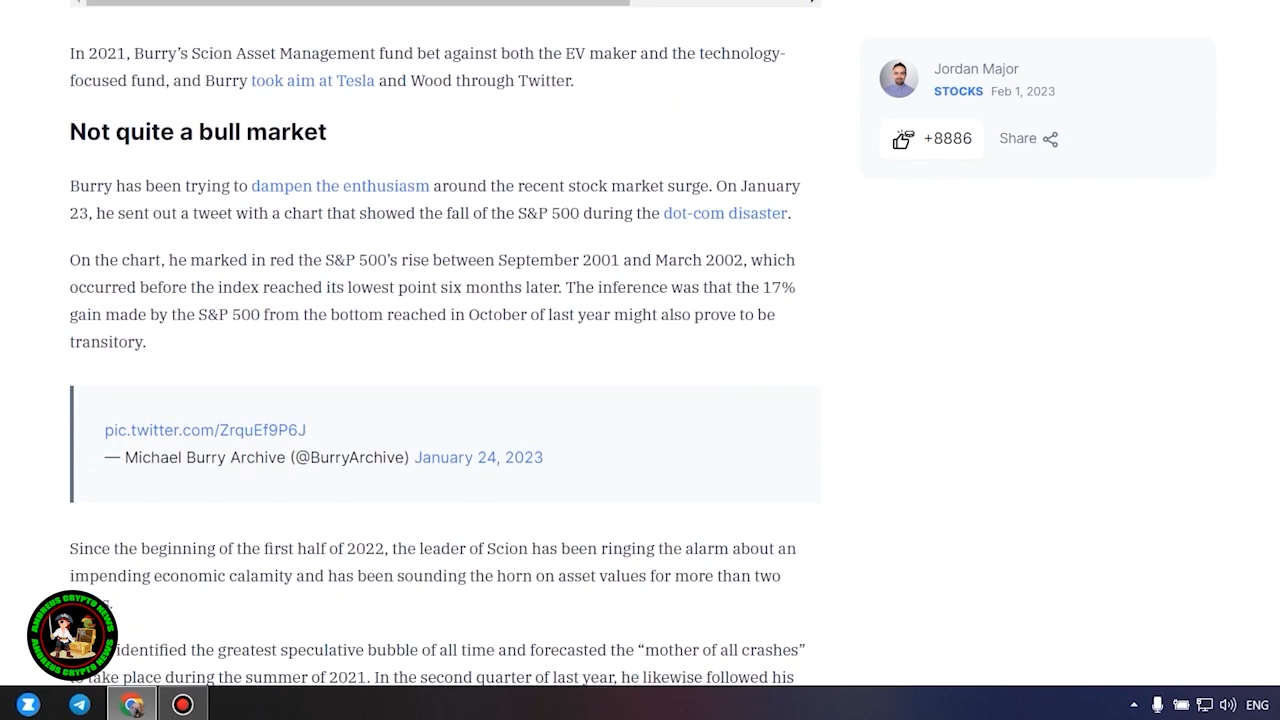 In 2021, Burry’s Scion Asset Management fund bet against both the EV maker and the technology-
focused fund, and Burry took aim at Tesla and Wood through Twitter.
Not quite a bull market
Burry has been trying to dampen the enthusiasm around the recent stock market surge. On January
23, he sent out a tweet with a chart that showed the fall of the S&P 500 during the dot-com disaster.
On the chart, he marked in red the S&P 500’s rise between September 2001 and March 2002, which
occurred before the index reached its lowest point six months later. The inference was that the 17%
gain made by the S&P 500 from the bottom reached in October of last year might also prove to be
transitory.
pic.twitter.com/ZrquEf9P6J
— Michael Burry Archive (@BurryArchive) January 24, 2023
Since the beginning of the first half of 2022, the leader of Scion has been ringing the alarm about an
impending economic calamity and has been sounding the horn on asset values for more than two
identified the greatest speculative bubble of all time and forecasted the “mother of all crashes”
to take place during the summer of 2021. In the second quarter of last year, he likewise followed his
Jordan Major
STOCKS Feb 1, 2023
+8886 Share
ANDREUS CRYPTO NEWS
ANDREUS CRYPTO NEWS
ENG